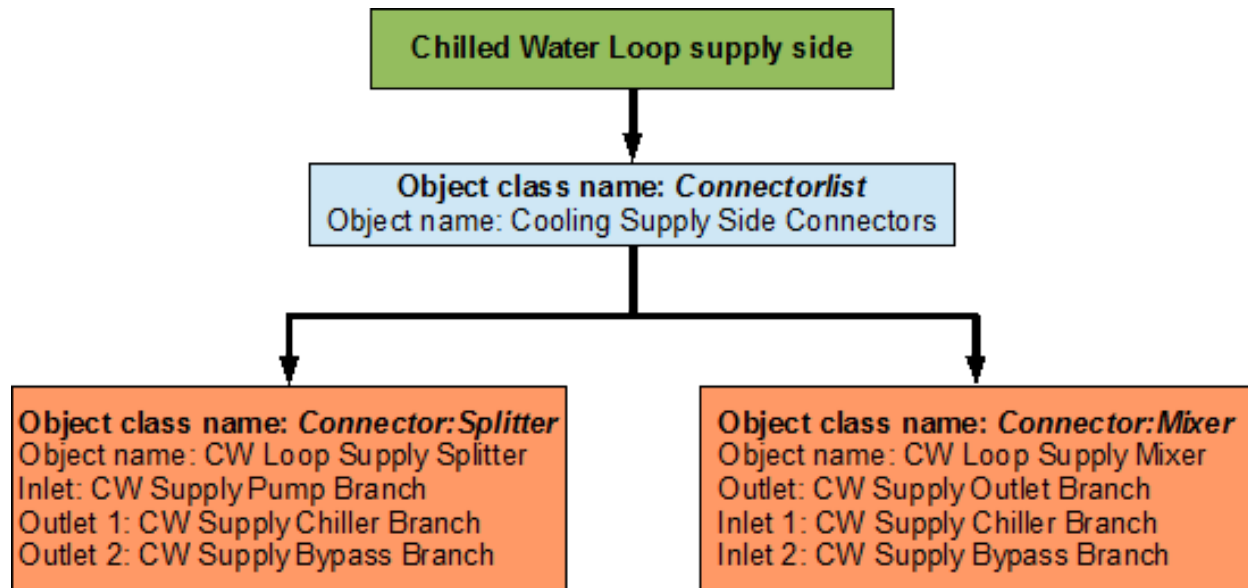 Chilled Water Loop supply side
Object class name: Connectorlist
Object name: Cooling Supply Side Connectors
Object class name: Connector:Splitter
Object name: CW Loop Supply Splitter
Inlet: CW Supply Pump Branch
Outlet 1: CW Supply Chiller Branch
Outlet 2: CW Supply Bypass Branch
Object class name: Connector:Mixer
Object name: CW Loop Supply Mixer
Outlet: CW Supply Outlet Branch
Inlet 1: CW Supply Chiller Branch
Inlet 2: CW Supply Bypass Branch